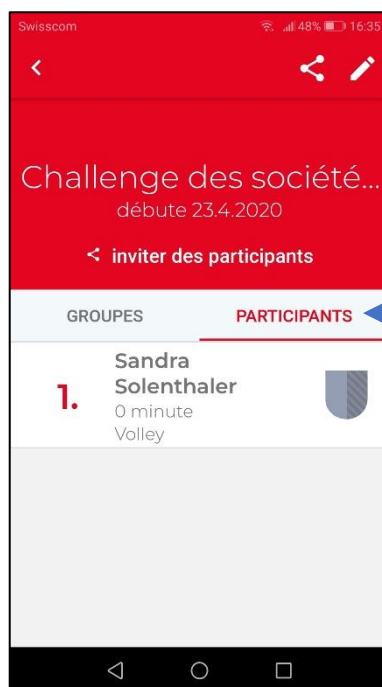 Swisscom 48% 16:35
Challenge des société...
débute 23.4.2020
inviter des participants
GROUPES PARTICIPANTS
1.
Sandra
Solenthaler
0 minute
Volley